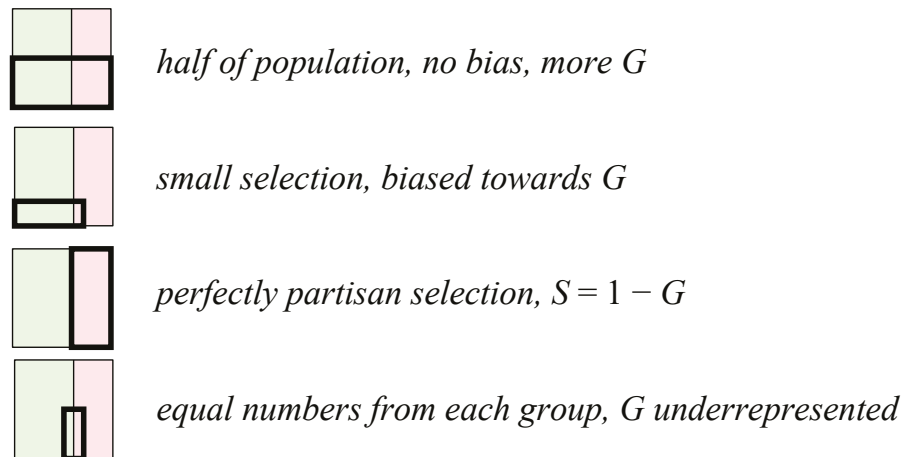 half of population, no bias, more G
small selection, biased towards G
perfectly partisan selection, S = 1 − G
equal numbers from each group, G underrepresented